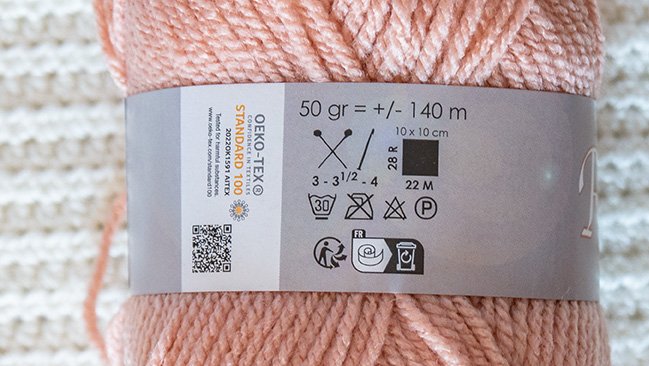 OEKO-TEX®
CONFIDENCE IN TEXTILES
STANDARD 100
2022OK1591 AITEX
Tested for harmful substances.
www.oeko-tex.com/standard100
50 gr = +/- 140 m
10 x 10 cm
28 R
3 - 3 1/2 - 4
22 M
30
P
FR